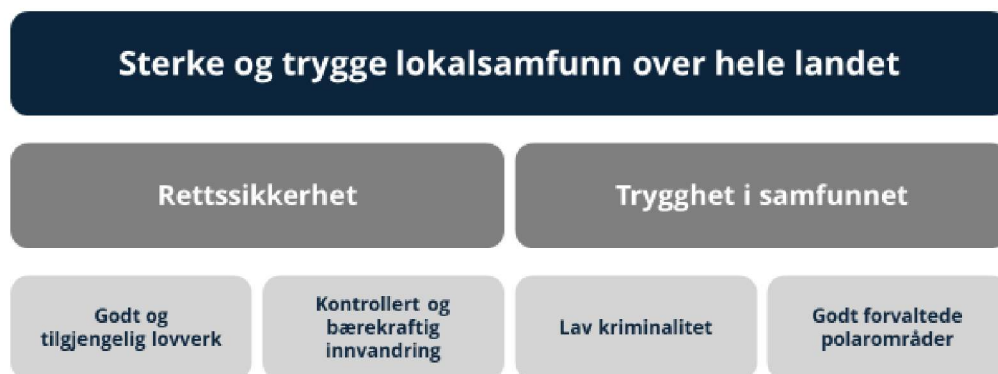 Sterke og trygge lokalsamfunn over hele landet
Rettssikkerhet
Trygghet i samfunnet
Godt og
tilgjengelig lovverk
Kontrollert og
bærekraftig
innvandring
Lav kriminalitet
Godt forvaltede
polarområder